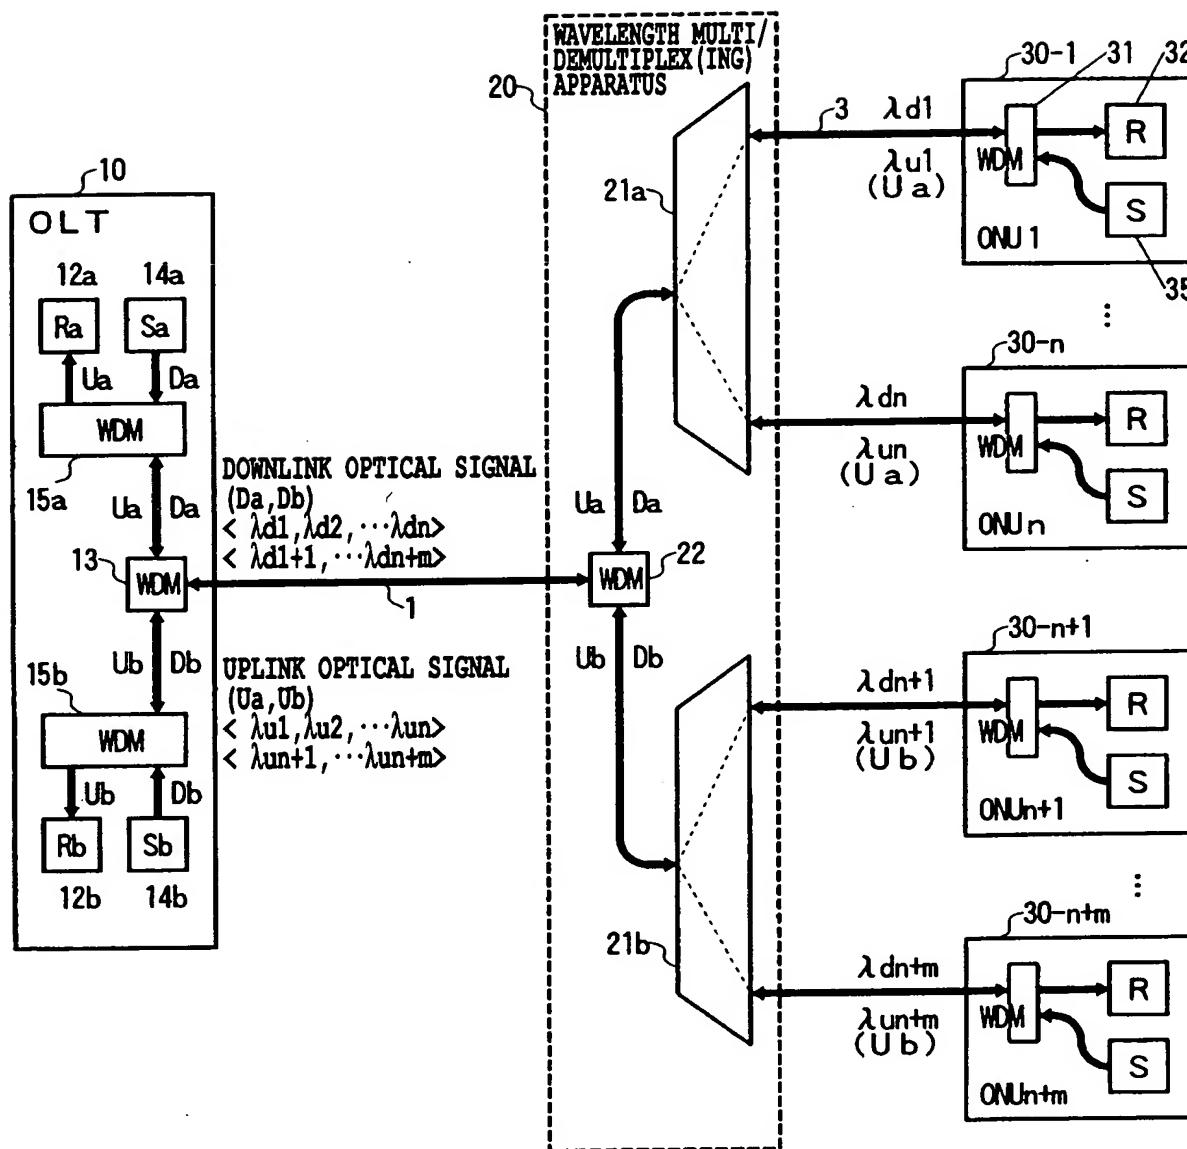 WAVELENGTH MULTI/
DEMULTIPLEX(ING)
APPARATUS
20
10
OLT
12a
14a
Ra
Sa
Ua
Da
WDM
15a
Ua
Da
13
WDM
Ub
Db
15b
WDM
Ub
Db
Rb
Sb
12b
14b
DOWNLINK OPTICAL SIGNAL
(Da,Db)
< λd1,λd2, ···λdn>
< λd1+1, ···λdn+m>
1
UPLINK OPTICAL SIGNAL
(Ua,Ub)
< λu1,λu2, ···λun>
< λun+1, ···λun+m>
21a
Ua
Da
WDM
22
Ub
Db
21b
3
λd1
λu1
(Ua)
λdn
λun
(Ua)
λdn+1
λun+1
(Ub)
λdn+m
λun+m
(Ub)
30-1
31
32
WDM
R
S
ONU1
35
⋮
30-n
WDM
R
S
ONUn
30-n+1
WDM
R
S
ONUn+1
⋮
30-n+m
WDM
R
S
ONUn+m